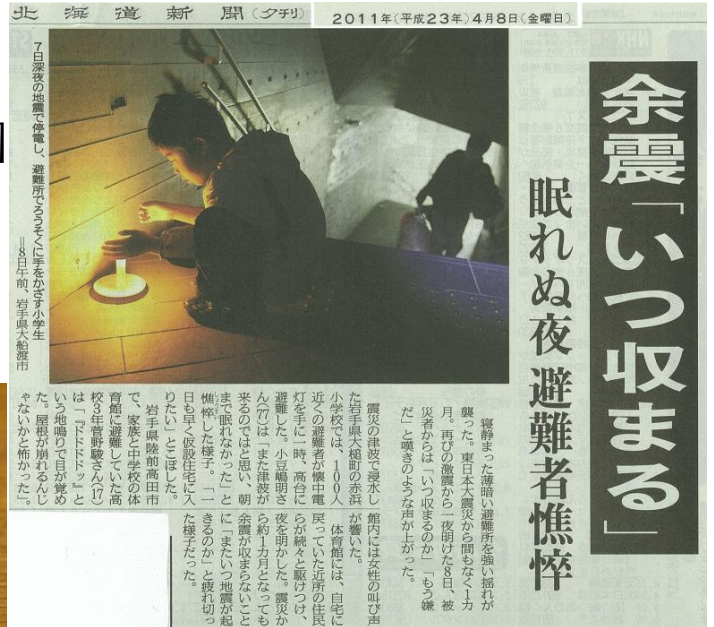 北海道新聞(夕刊)
2011年(平成23年)4月8日(金曜日)
余震「いつ収まる」
眠れぬ夜 避難者憔悴
7日深夜の地震で停電し、避難所でろうそくに手をかざす小学生
=8日午前、岩手県大船渡市
寝静まった薄暗い避難所を強い揺れが
襲った。東日本大震災から間もなく1カ
月。再びの激震から一夜明けた8日、被
災者からは「いつ収まるのか」「もう嫌
だ」と嘆きのような声が上がった。
震災の津波で浸水し
た岩手県大槌町の赤浜
小学校では、100人
近くの避難者が懐中電
灯を手に一時、高台に
避難した。小豆嶋明さ
ん(77)は「また津波が
来るのではと思い、朝
まで眠れなかった」と
憔悴した様子。「一
日も早く仮設住宅に入
りたい」とこぼした。
岩手県陸前高田市
で、家族と中学校の体
育館に避難していた高
校3年菅野駿さん(17)
は「『ドドドドッ』と
いう地鳴りで目が覚め
た。屋根が崩れるんじ
ゃないかと怖かった」。
館内には女性の叫び声
が響いた。
体育館には、自宅に
戻っていた近所の住民
らが続々と駆けつけ、
夜を明かした。震災か
ら約1カ月となっても
余震が収まらないこと
に「またいつ地震が起
きるのか」と疲れ切っ
た様子だった。